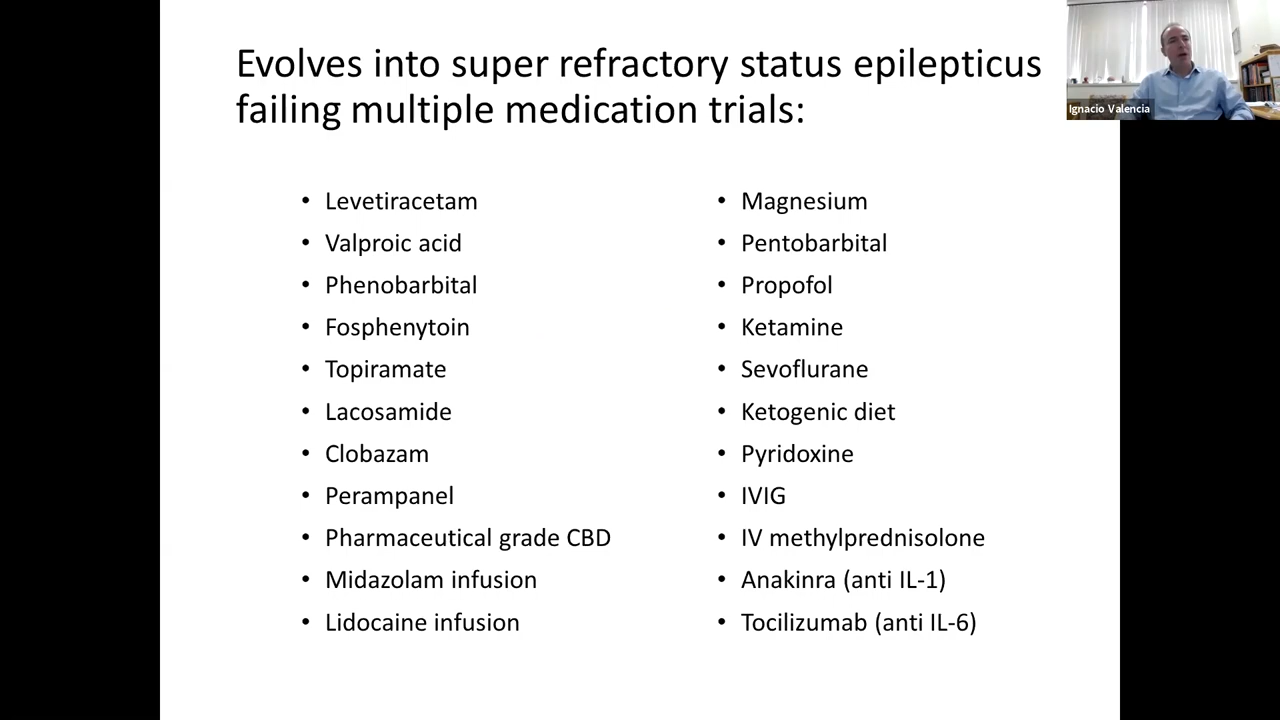 Evolves into super refractory status epilepticus
failing multiple medication trials:
Ignacio Valencia
• Levetiracetam
• Valproic acid
• Phenobarbital
• Fosphenytoin
• Topiramate
• Lacosamide
• Clobazam
• Perampanel
• Pharmaceutical grade CBD
• Midazolam infusion
• Lidocaine infusion
• Magnesium
• Pentobarbital
• Propofol
• Ketamine
• Sevoflurane
• Ketogenic diet
• Pyridoxine
• IVIG
• IV methylprednisolone
• Anakinra (anti IL-1)
• Tocilizumab (anti IL-6)